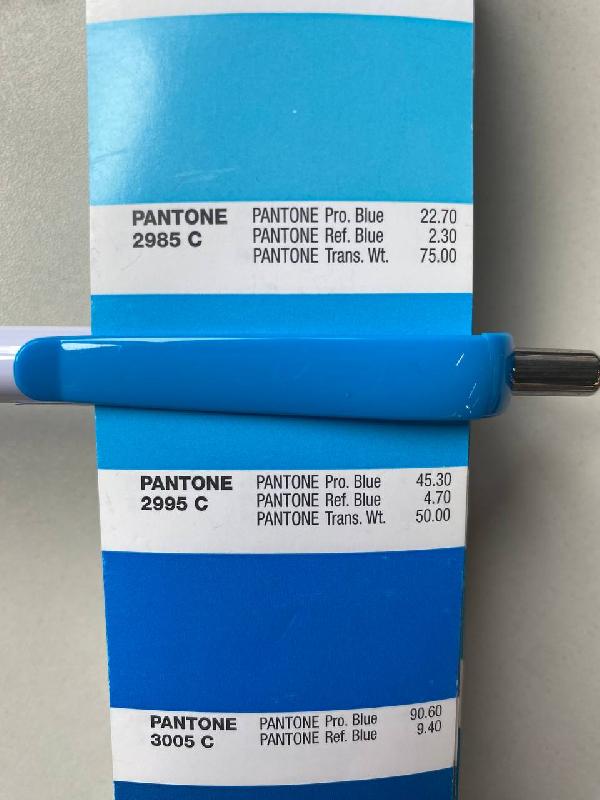 PANTONE PANTONE Pro. Blue 22.70
2985 C PANTONE Ref. Blue 2.30
PANTONE Trans. Wt. 75.00
PANTONE PANTONE Pro. Blue 45.30
2995 C PANTONE Ref. Blue 4.70
PANTONE Trans. Wt. 50.00
PANTONE PANTONE Pro. Blue 90.60
3005 C PANTONE Ref. Blue 9.40